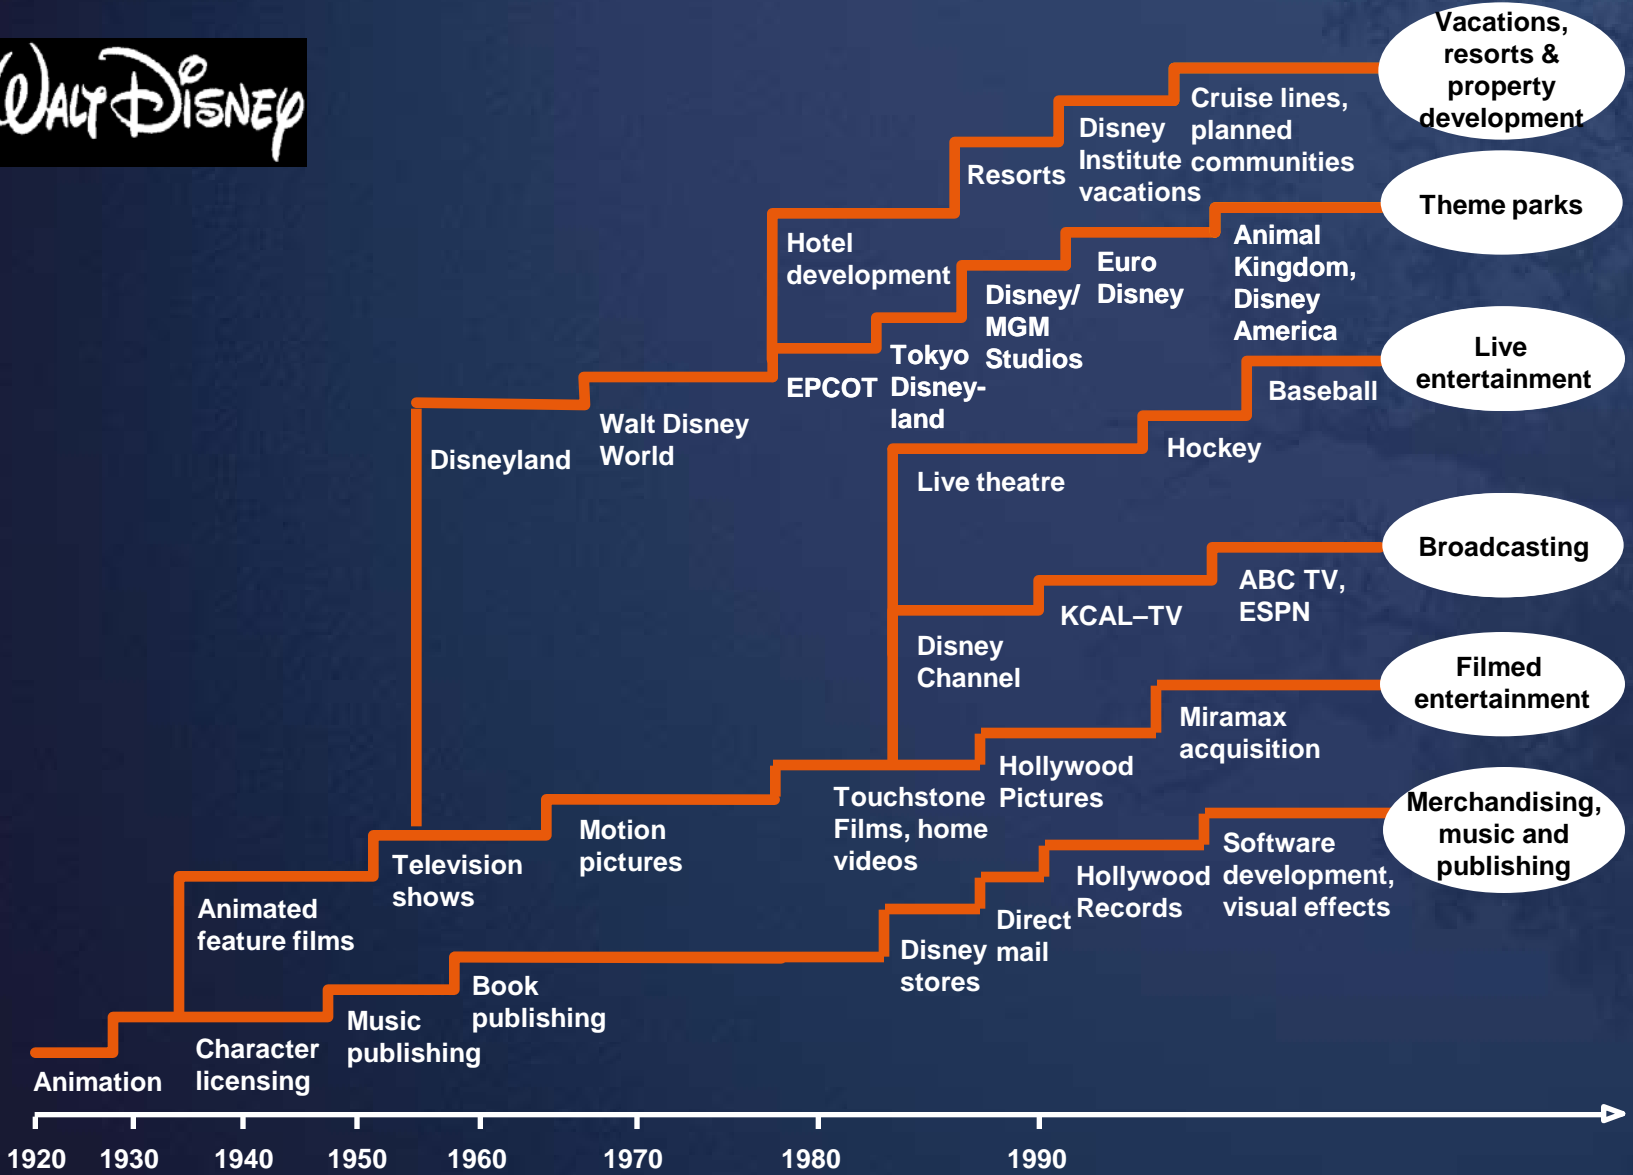 WALT DISNEY
Vacations,
resorts &
property
development
Cruise lines,
planned
communities
Disney
Institute
vacations
Resorts
Hotel
development
Theme parks
Animal
Kingdom,
Disney
America
Euro
Disney
Disney/
MGM
Studios
Tokyo
Disney-
land
EPCOT
Walt Disney
World
Disneyland
Live
entertainment
Baseball
Hockey
Live theatre
Broadcasting
ABC TV,
ESPN
KCAL–TV
Disney
Channel
Filmed
entertainment
Miramax
acquisition
Hollywood
Pictures
Touchstone
Films, home
videos
Motion
pictures
Television
shows
Animated
feature films
Merchandising,
music and
publishing
Software
development,
visual effects
Hollywood
Records
Direct
mail
Disney
stores
Book
publishing
Music
publishing
Character
licensing
Animation
1920 1930 1940 1950 1960 1970 1980 1990